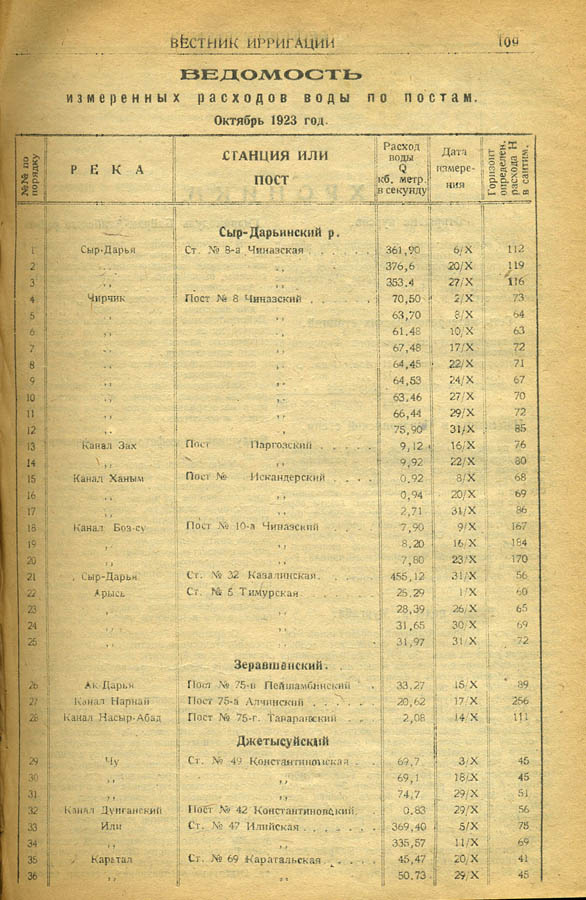 ВЕСТНИК ИРРИГАЦИИ 109
ВЕДОМОСТЬ
измеренных расходов воды по постам.
Октябрь 1923 год.
№№ по порядку РЕКА СТАНЦИЯ ИЛИ ПОСТ Расход воды Q кб. метр. в секунду Дата измерения Горизонт определен. расхода H в сантим.
Сыр-Дарьинский р.
1 Сыр-Дарья Ст. № 8-а Чиназская . . . . . 361,90 6/X 112
2 ,, ,, 376,6 20/X 119
3 ,, ,, 353.4 27/X 116
4 Чирчик Пост № 8 Чиназский . . . . 70,50 2/X 73
5 ,, ,, 63,70 8/X 64
6 ,, ,, 61.48 10/X 63
7 ,, ,, 67,48 17/X 72
8 ,, ,, 64,45 22/X 71
9 ,, ,, 64,53 24/X 67
10 ,, ,, 63.46 27/X 70
11 ,, ,, 66,44 29/X 72
12 ,, ,, 75,90 31/X 85
13 Канал Зах Пост Паргозский . . . . 9,12 16/X 76
14 ,, ,, 9,92 22/X 80
15 Канал Ханым Пост № Искандерский . . . 0.92 8/X 68
16 ,, ,, 0,94 20/X 69
17 ,, ,, 2,71 31/X 86
18 Канал Боз-су Пост № 10-а Чиназский . . . . 7,90 9/X 167
19 ,, ,, 8,20 16/X 184
20 ,, ,, 7,80 23/X 170
21 Сыр-Дарья Ст. № 32 Казалинская. . . . 455,12 31/X 56
22 Арысь Ст. № 5 Тимурская . . . . 25.29 1/X 60
23 ,, ,, 28,39 26/X 65
24 ,, ,, 31,65 30/X 69
25 ,, ,, 31,97 31/X 72
Зеравшанский.
26 Ак-Дарья Пост № 75-в Пейшамбинский . 33,27 15/X 89
27 Канал Нарпай Пост 75-а Алчинский . . . . . 20,62 17/X 256
28 Канал Насыр-Абад Пост № 75-г. Тавараевский . . 2,08 14/X 111
Джетысуйский
29 Чу Ст. № 49 Константиновская . . 69,7 3/X 45
30 ,, ,, 69,1 18/X 45
31 ,, ,, 74,7 29/X 51
32 Канал Дунганский Пост № 42 Константиновский. 0,83 29/X 56
33 Или Ст. № 47 Илийская . . . . . 369,40 5/X 78
34 ,, ,, 335,57 11/X 69
35 Каратал Ст. № 69 Каратальская . . . . 45,47 20/X 41
36 ,, ,, 50.73 29/X 45